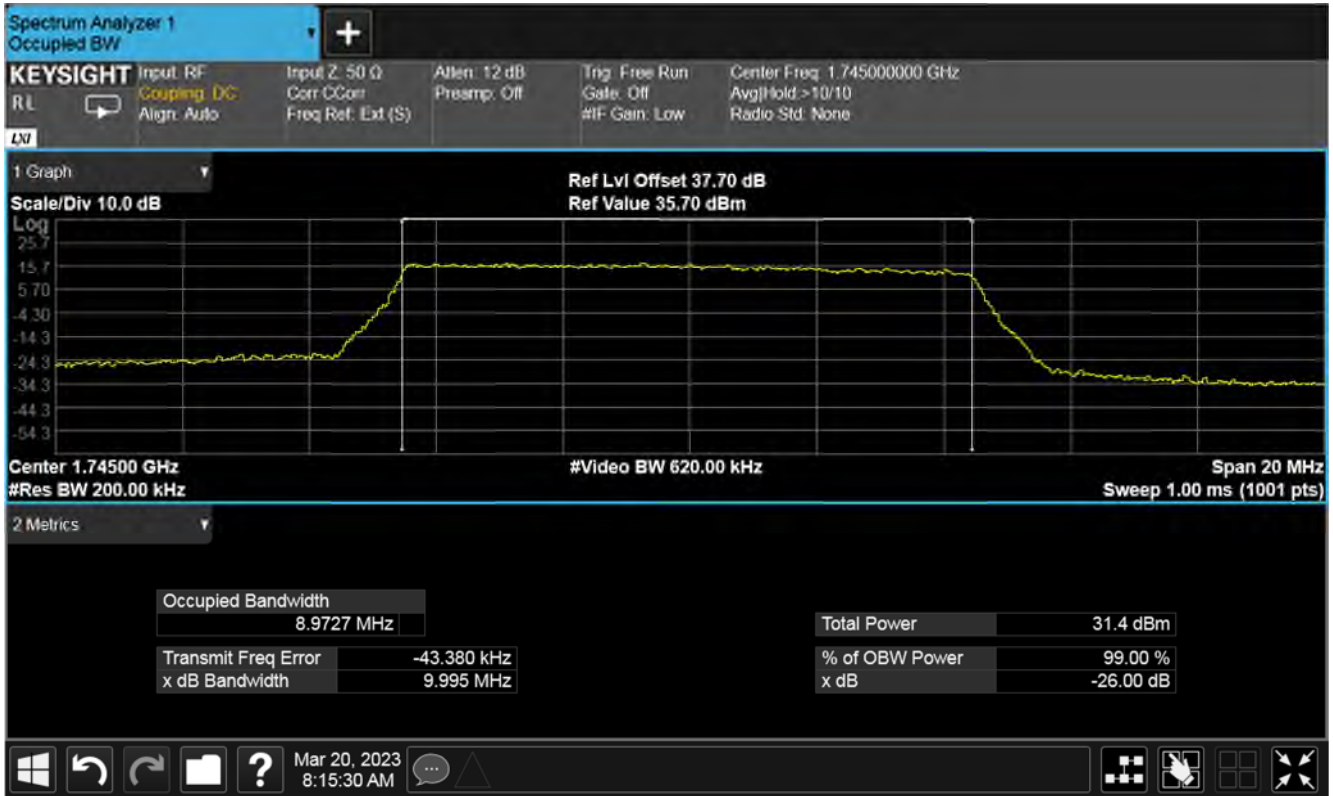 Spectrum Analyzer 1
Occupied BW
+
KEYSIGHT
RL
LXI
Input: RF
Coupling: DC
Align: Auto
Input Z: 50 Ω
Corr CCorr
Freq Ref: Ext (S)
Atten: 12 dB
Preamp: Off
Trig: Free Run
Gate: Off
#IF Gain: Low
Center Freq: 1.745000000 GHz
Avg|Hold:>10/10
Radio Std: None
1 Graph
Ref Lvl Offset 37.70 dB
Scale/Div 10.0 dB
Ref Value 35.70 dBm
Log
25.7
15.7
5.70
-4.30
-14.3
-24.3
-34.3
-44.3
-54.3
Center 1.74500 GHz
#Video BW 620.00 kHz
Span 20 MHz
#Res BW 200.00 kHz
Sweep 1.00 ms (1001 pts)
2 Metrics
Occupied Bandwidth
8.9727 MHz
Total Power 31.4 dBm
Transmit Freq Error -43.380 kHz
% of OBW Power 99.00 %
x dB Bandwidth 9.995 MHz
x dB -26.00 dB
?
Mar 20, 2023
8:15:30 AM